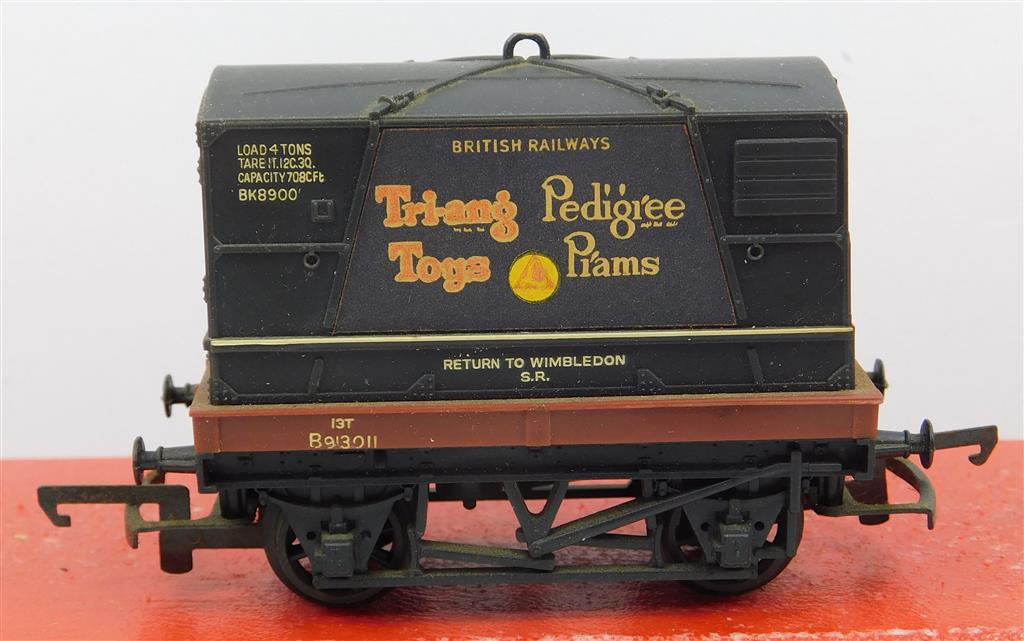 LOAD 4 TONS
TARE 1T.12C.3Q.
CAPACITY 708CFt
BK8900
BRITISH RAILWAYS
Tri-ang Pedigree
Toys Prams
RETURN TO WIMBLEDON
S.R.
13T
B913011